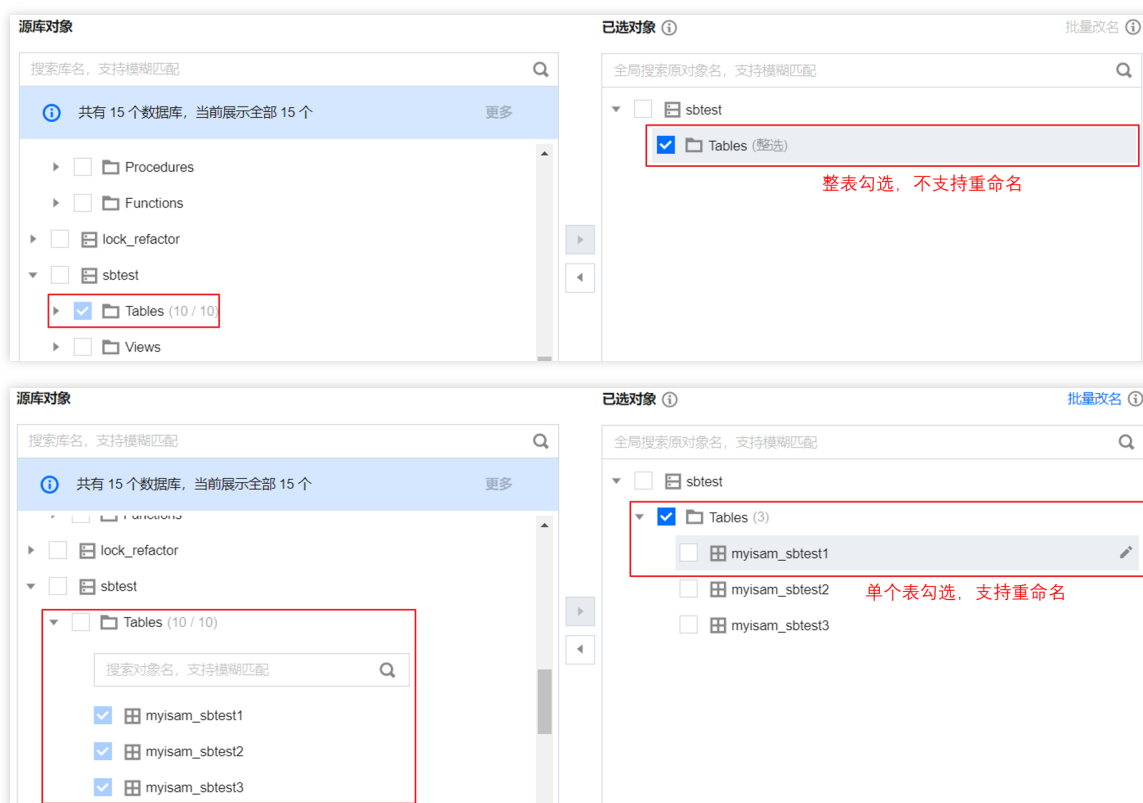 源库对象
已选对象
批量改名
搜索库名，支持模糊匹配
全局搜索原对象名，支持模糊匹配
共有 15 个数据库，当前展示全部 15 个
更多
sbtest
Tables (整选)
整表勾选，不支持重命名
Procedures
Functions
lock_refactor
sbtest
Tables (10 / 10)
Views
源库对象
已选对象
批量改名
搜索库名，支持模糊匹配
全局搜索原对象名，支持模糊匹配
共有 15 个数据库，当前展示全部 15 个
更多
sbtest
Tables (3)
myisam_sbtest1
myisam_sbtest2
单个表勾选，支持重命名
myisam_sbtest3
Functions
lock_refactor
sbtest
Tables (10 / 10)
搜索对象名，支持模糊匹配
myisam_sbtest1
myisam_sbtest2
myisam_sbtest3